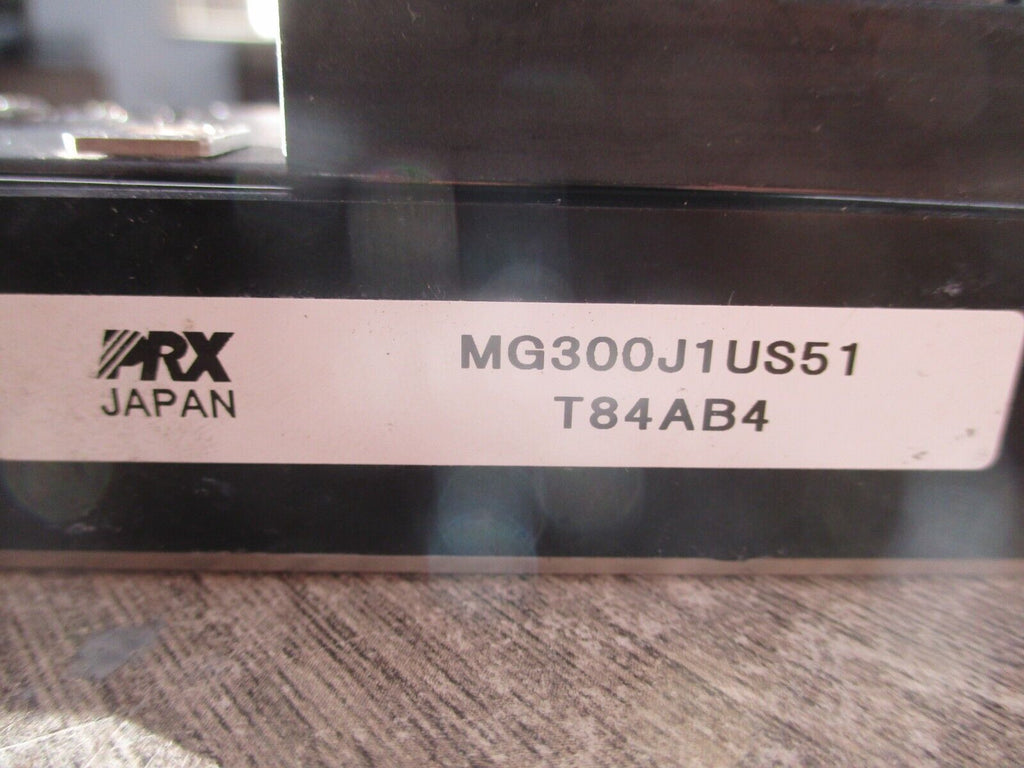 PRX
JAPAN
MG300J1US51
T84AB4